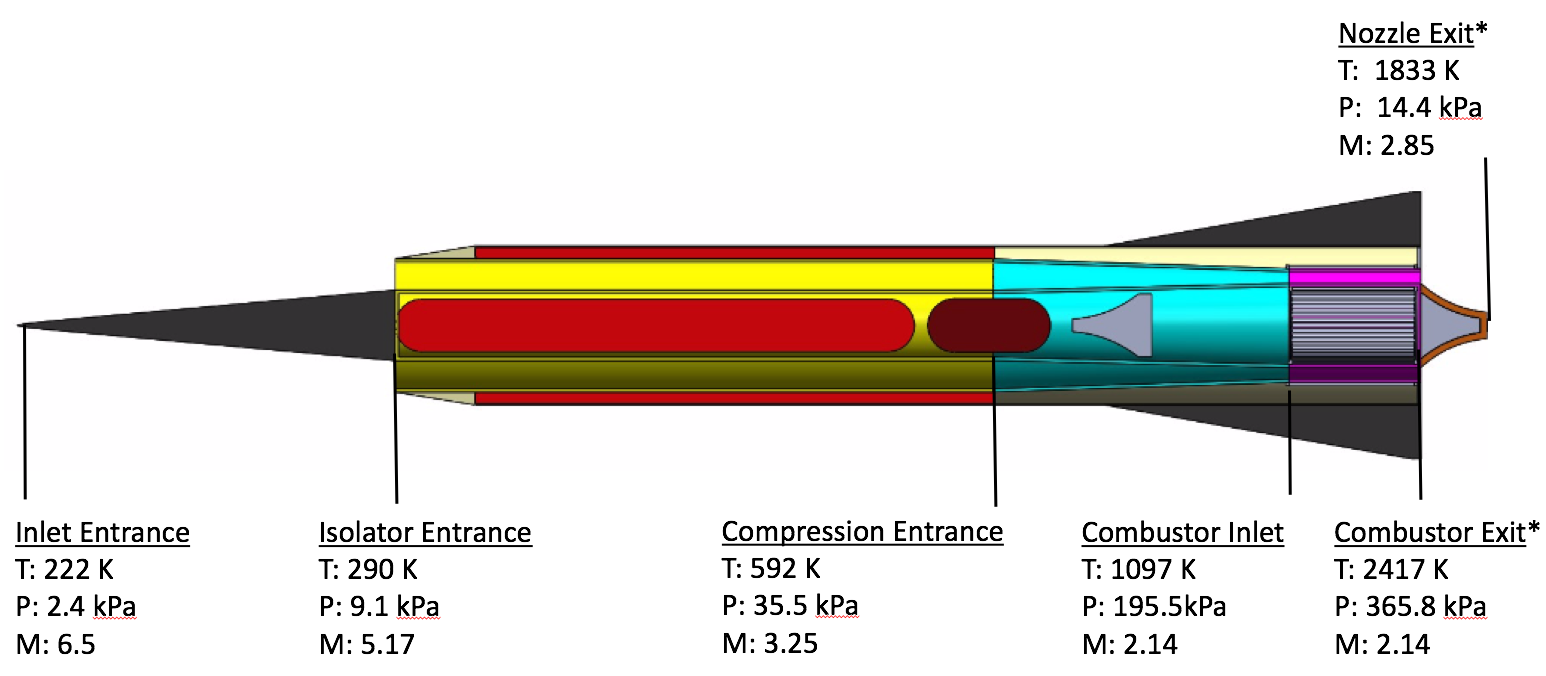 Nozzle Exit*
T: 1833 K
P: 14.4 kPa
M: 2.85
Inlet Entrance
T: 222 K
P: 2.4 kPa
M: 6.5
Isolator Entrance
T: 290 K
P: 9.1 kPa
M: 5.17
Compression Entrance
T: 592 K
P: 35.5 kPa
M: 3.25
Combustor Inlet
T: 1097 K
P: 195.5kPa
M: 2.14
Combustor Exit*
T: 2417 K
P: 365.8 kPa
M: 2.14